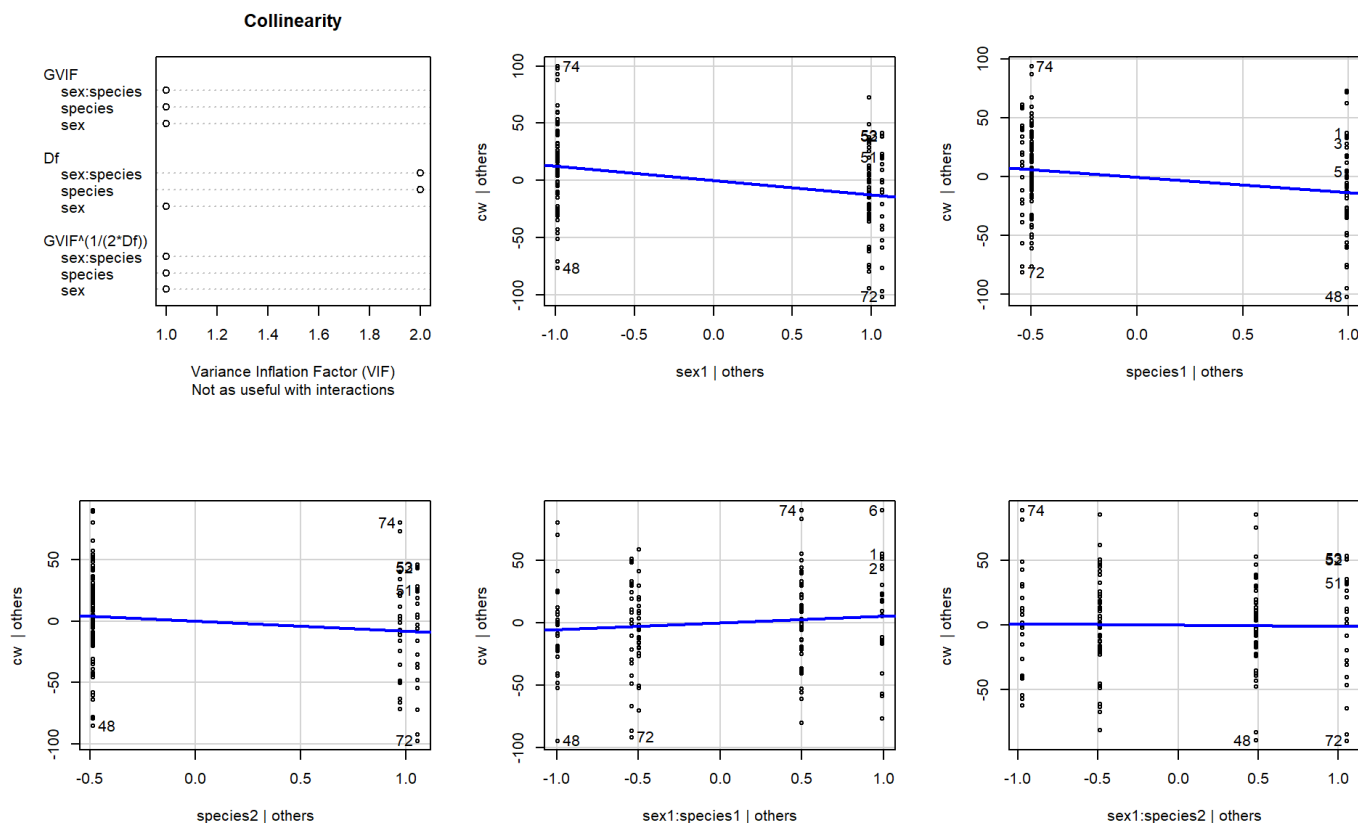 Collinearity
GVIF
sex:species
species
sex
Df
sex:species
species
sex
GVIF^(1/(2*Df))
sex:species
species
sex
1.0 1.2 1.4 1.6 1.8 2.0
Variance Inflation Factor (VIF)
Not as useful with interactions
cw | others
100
50
0
-50
-100
74
48
51
72
-1.0 -0.5 0.0 0.5 1.0
sex1 | others
cw | others
100
50
0
-50
-100
74
72
1
3
5
48
-0.5 0.0 0.5 1.0
species1 | others
cw | others
50
0
-50
-100
74
48
51
72
-0.5 0.0 0.5 1.0
species2 | others
cw | others
50
0
-50
-100
74
6
1
2
48
72
-1.0 -0.5 0.0 0.5 1.0
sex1:species1 | others
cw | others
50
0
-50
74
51
48
72
-1.0 -0.5 0.0 0.5 1.0
sex1:species2 | others